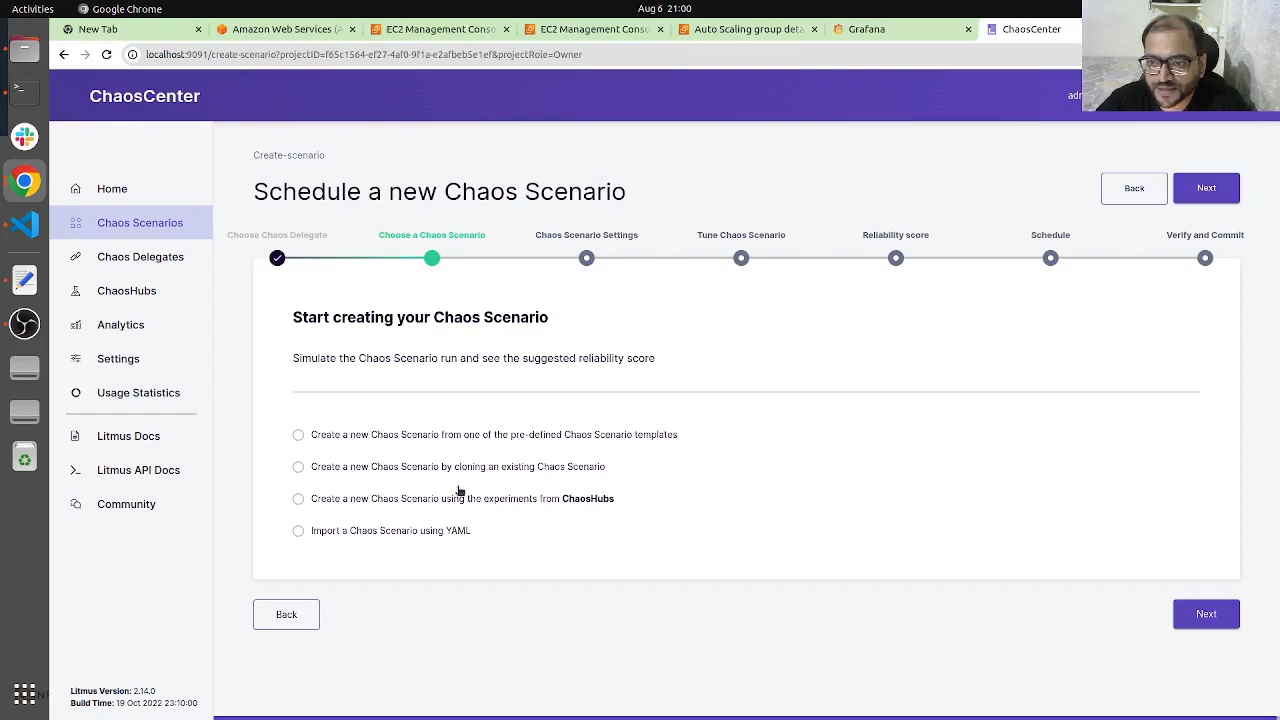 Activities
Google Chrome
Aug 6 21:00
New Tab
Amazon Web Services (A
EC2 Management Conso
EC2 Management Conso
Auto Scaling group deta
Grafana
ChaosCenter
localhost:9091/create-scenario?projectID=f65c1564-ef27-4af0-9f1a-e2afbeb5e1ef&projectRole=Owner
ChaosCenter
Home
Chaos Scenarios
Chaos Delegates
ChaosHubs
Analytics
Settings
Usage Statistics
Litmus Docs
Litmus API Docs
Community
Litmus Version: 2.14.0
Build Time: 19 Oct 2022 23:10:00
Create-scenario
Schedule a new Chaos Scenario
Back
Next
Choose Chaos Delegate
Choose a Chaos Scenario
Chaos Scenario Settings
Tune Chaos Scenario
Reliability score
Schedule
Verify and Commit
Start creating your Chaos Scenario
Simulate the Chaos Scenario run and see the suggested reliability score
Create a new Chaos Scenario from one of the pre-defined Chaos Scenario templates
Create a new Chaos Scenario by cloning an existing Chaos Scenario
Create a new Chaos Scenario using the experiments from ChaosHubs
Import a Chaos Scenario using YAML
Back
Next